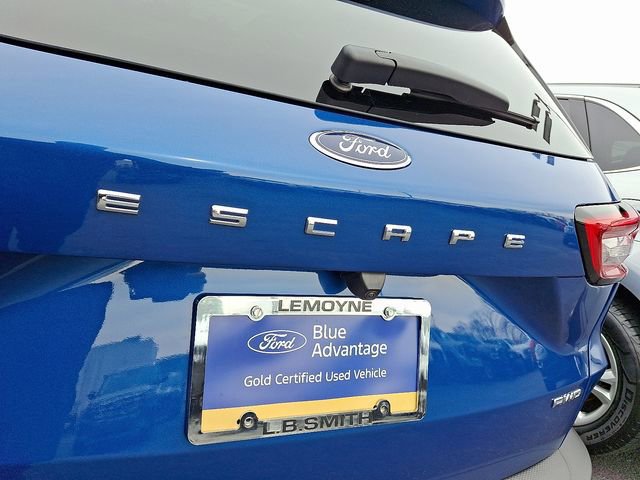 Ford
ESCAPE
LEMOYNE
Ford
Blue
Advantage
Gold Certified Used Vehicle
L.B.SMITH